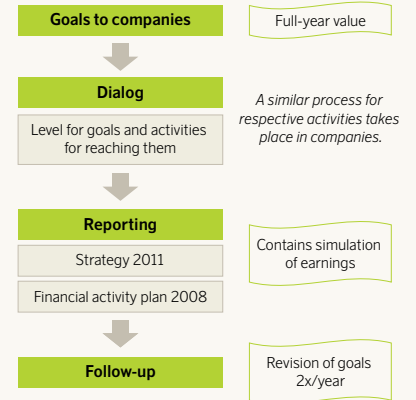 Goals to companies
Full-year value
Dialog
Level for goals and activities
for reaching them
A similar process for
respective activities takes
place in companies.
Reporting
Strategy 2011
Financial activity plan 2008
Contains simulation
of earnings
Follow-up
Revision of goals
2x/year